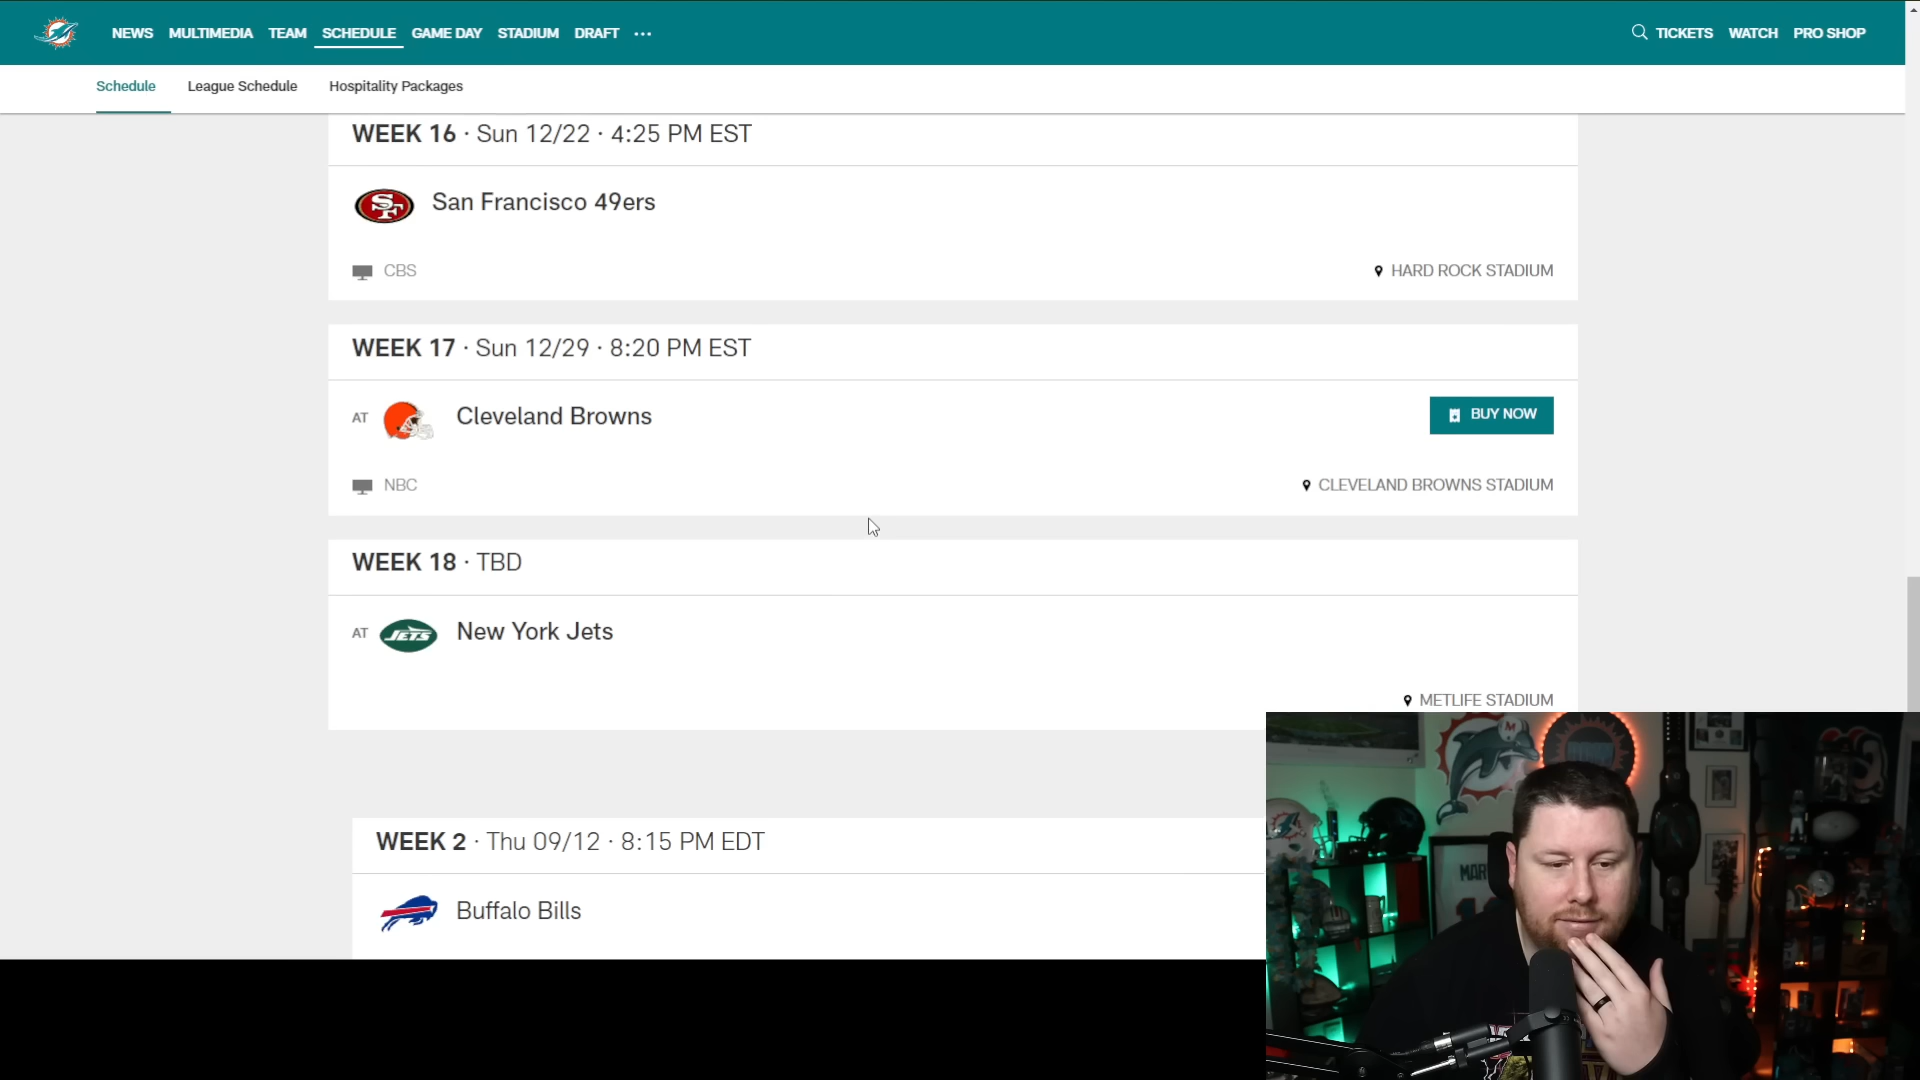 NEWS MULTIMEDIA TEAM SCHEDULE GAME DAY STADIUM DRAFT ··· TICKETS WATCH PRO SHOP
Schedule League Schedule Hospitality Packages
WEEK 16 · Sun 12/22 · 4:25 PM EST
SF San Francisco 49ers
CBS HARD ROCK STADIUM
WEEK 17 · Sun 12/29 · 8:20 PM EST
AT Cleveland Browns BUY NOW
NBC CLEVELAND BROWNS STADIUM
WEEK 18 · TBD
AT JETS New York Jets
METLIFE STADIUM
WEEK 2 · Thu 09/12 · 8:15 PM EDT
Buffalo Bills
M